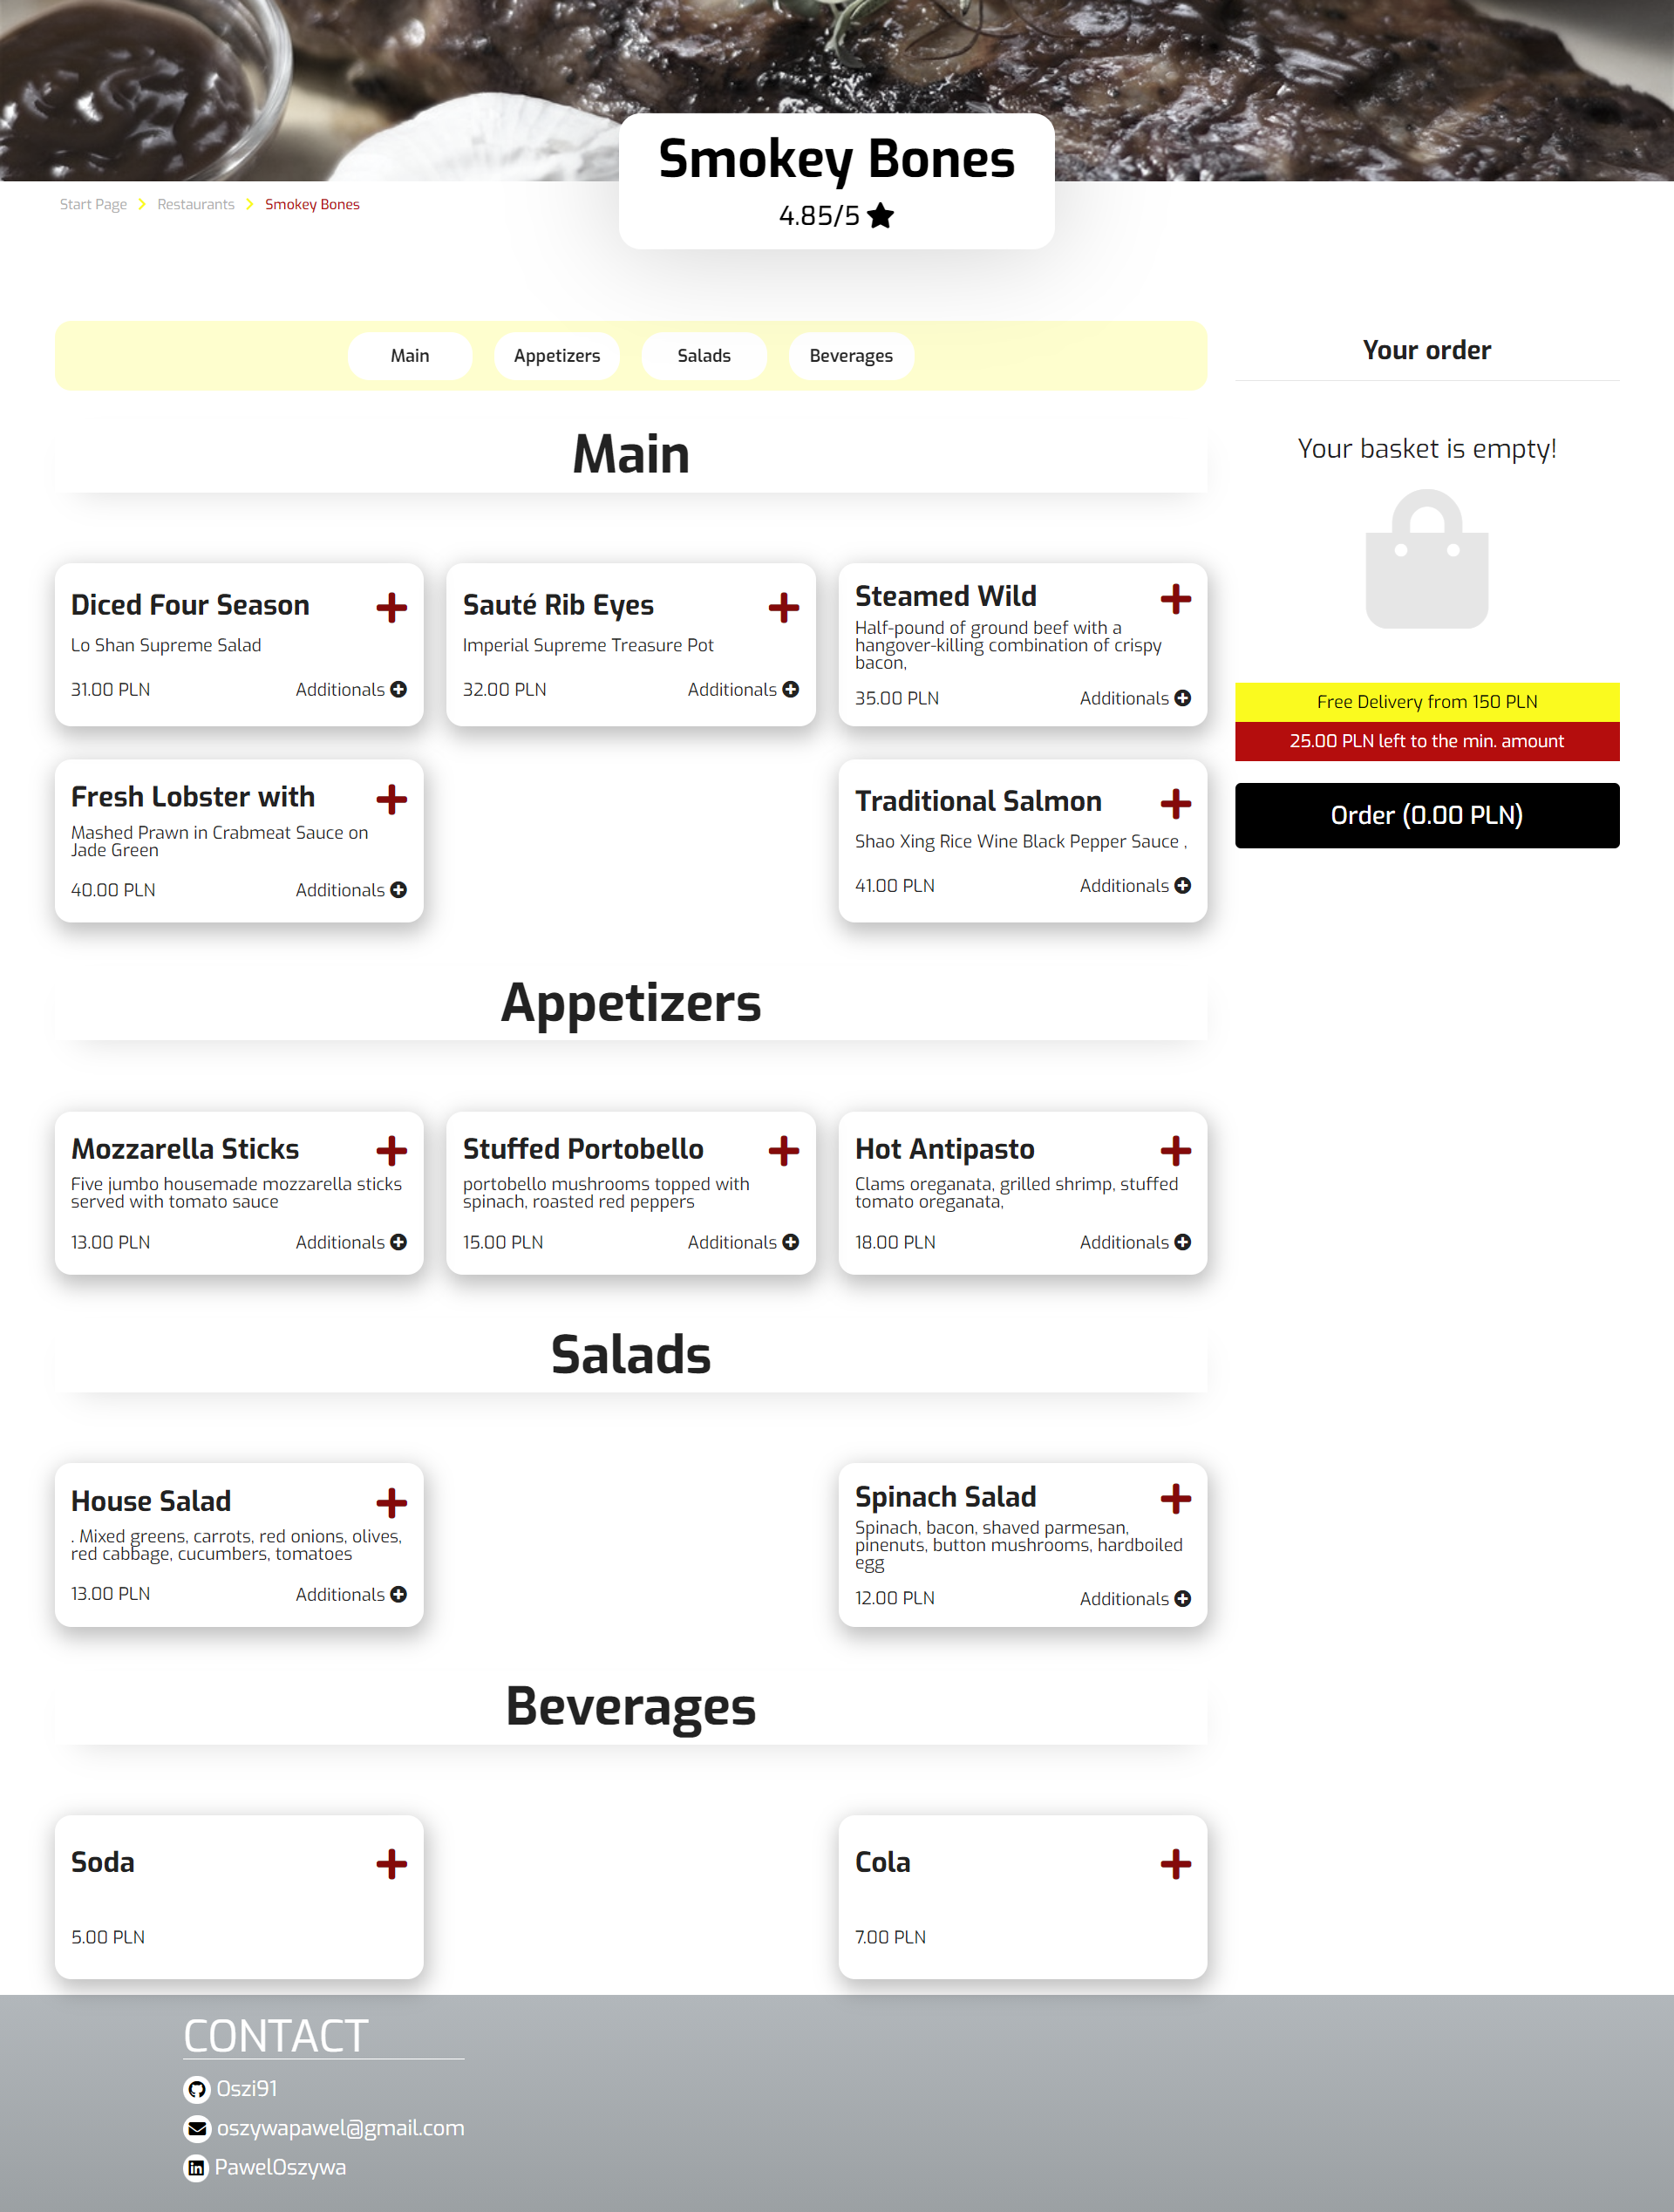 Smokey Bones
4.85/5
Start Page
Restaurants
Smokey Bones
Main
Appetizers
Salads
Beverages
Your order
Your basket is empty!
Free Delivery from 150 PLN
25.00 PLN left to the min. amount
Order (0.00 PLN)
Main
Diced Four Season
Lo Shan Supreme Salad
31.00 PLN
Additionals
Sauté Rib Eyes
Imperial Supreme Treasure Pot
32.00 PLN
Additionals
Steamed Wild
Half-pound of ground beef with a
hangover-killing combination of crispy
bacon,
35.00 PLN
Additionals
Fresh Lobster with
Mashed Prawn in Crabmeat Sauce on
Jade Green
40.00 PLN
Additionals
Traditional Salmon
Shao Xing Rice Wine Black Pepper Sauce ,
41.00 PLN
Additionals
Appetizers
Mozzarella Sticks
Five jumbo housemade mozzarella sticks
served with tomato sauce
13.00 PLN
Additionals
Stuffed Portobello
portobello mushrooms topped with
spinach, roasted red peppers
15.00 PLN
Additionals
Hot Antipasto
Clams oreganata, grilled shrimp, stuffed
tomato oreganata,
18.00 PLN
Additionals
Salads
House Salad
. Mixed greens, carrots, red onions, olives,
red cabbage, cucumbers, tomatoes
13.00 PLN
Additionals
Spinach Salad
Spinach, bacon, shaved parmesan,
pinenuts, button mushrooms, hardboiled
egg
12.00 PLN
Additionals
Beverages
Soda
5.00 PLN
Cola
7.00 PLN
CONTACT
Oszi91
oszywapawel@gmail.com
PawelOszywa